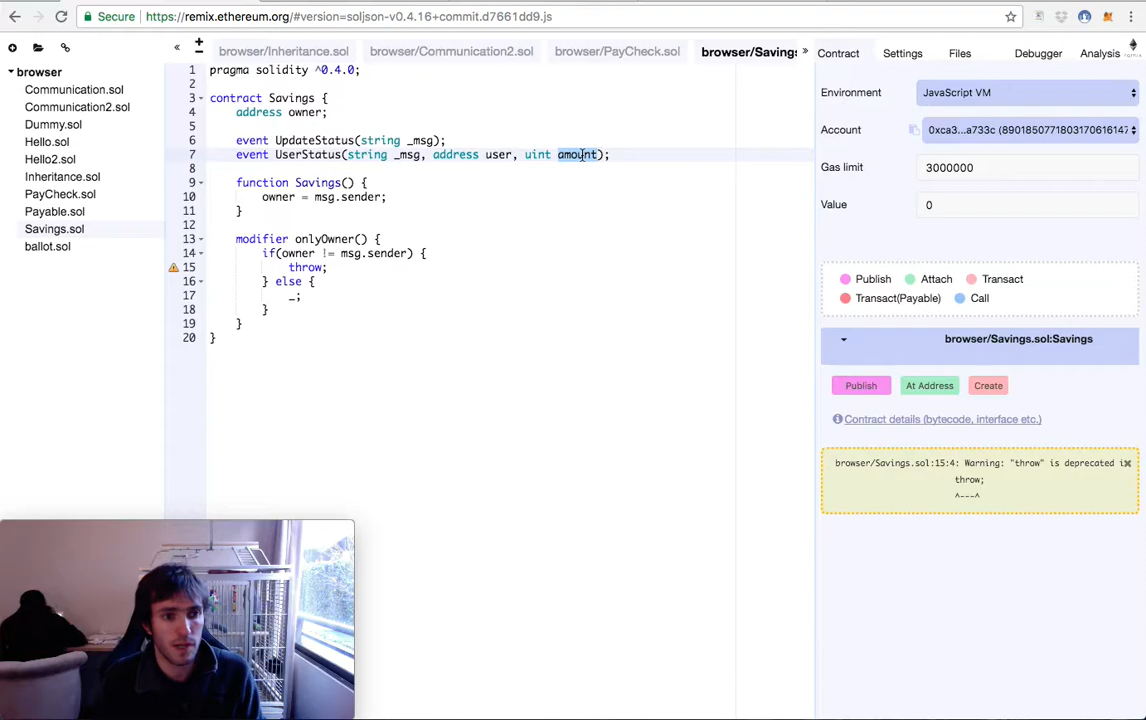 Secure https://remix.ethereum.org/#version=soljson-v0.4.16+commit.d7661dd9.js
browser/Inheritance.sol browser/Communication2.sol browser/PayCheck.sol browser/Savings
Contract Settings Files Debugger Analysis
browser
Communication.sol
Communication2.sol
Dummy.sol
Hello.sol
Hello2.sol
Inheritance.sol
PayCheck.sol
Payable.sol
Savings.sol
ballot.sol
1 pragma solidity ^0.4.0;
2
3 contract Savings {
4 address owner;
5
6 event UpdateStatus(string _msg);
7 event UserStatus(string _msg, address user, uint amount);
8
9 function Savings() {
10 owner = msg.sender;
11 }
12
13 modifier onlyOwner() {
14 if(owner != msg.sender) {
15 throw;
16 } else {
17 _;
18 }
19 }
20 }
Environment JavaScript VM
Account 0xca3...a733c (8901850771803170616147
Gas limit 3000000
Value 0
Publish Attach Transact
Transact(Payable) Call
browser/Savings.sol:Savings
Publish At Address Create
Contract details (bytecode, interface etc.)
browser/Savings.sol:15:4: Warning: "throw" is deprecated i
throw;
^---^